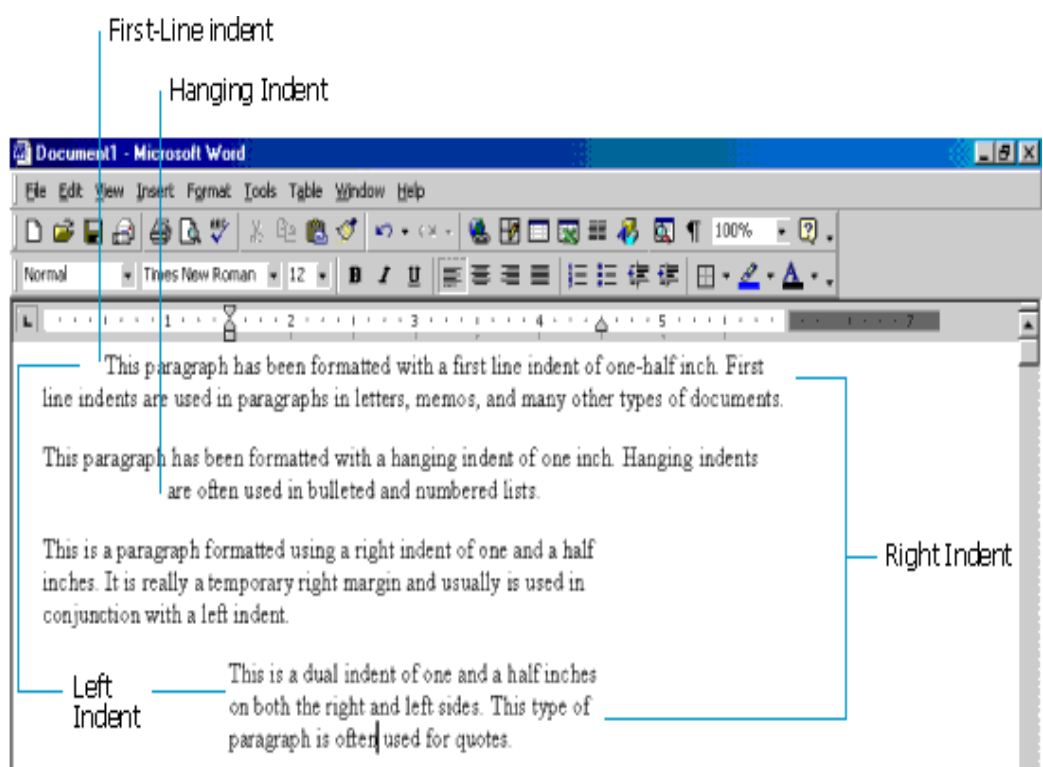 First-Line indent
Hanging Indent
Document1 - Microsoft Word
File Edit View Insert Format Tools Table Window Help
100%
Normal Times New Roman 12 B I U A
1 2 3 4 5 7
This paragraph has been formatted with a first line indent of one-half inch. First
line indents are used in paragraphs in letters, memos, and many other types of documents.
This paragraph has been formatted with a hanging indent of one inch. Hanging indents
are often used in bulleted and numbered lists.
This is a paragraph formatted using a right indent of one and a half
inches. It is really a temporary right margin and usually is used in
conjunction with a left indent.
Right Indent
Left
Indent
This is a dual indent of one and a half inches
on both the right and left sides. This type of
paragraph is often used for quotes.